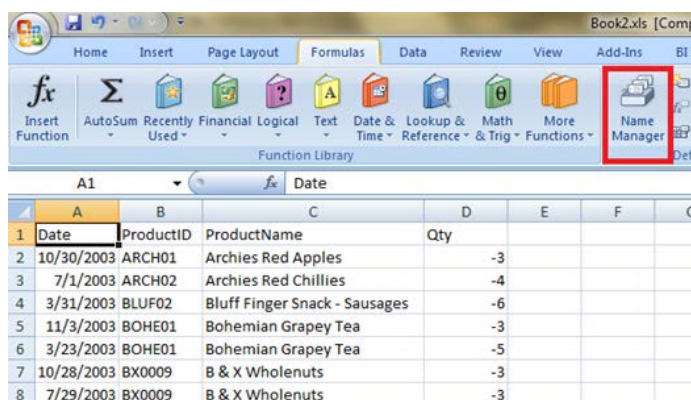 Book2.xls [Comp
Home Insert Page Layout Formulas Data Review View Add-Ins BI
fx Σ ? A θ
Insert Function AutoSum Recently Used Financial Logical Text Date & Time Lookup & Reference Math & Trig More Functions Name Manager
Function Library Def
A1 fx Date
A B C D E F
1 Date ProductID ProductName Qty
2 10/30/2003 ARCH01 Archies Red Apples -3
3 7/1/2003 ARCH02 Archies Red Chillies -4
4 3/31/2003 BLUF02 Bluff Finger Snack - Sausages -6
5 11/3/2003 BOHE01 Bohemian Grapey Tea -3
6 3/23/2003 BOHE01 Bohemian Grapey Tea -5
7 10/28/2003 BX0009 B & X Wholenuts -3
8 7/29/2003 BX0009 B & X Wholenuts -3